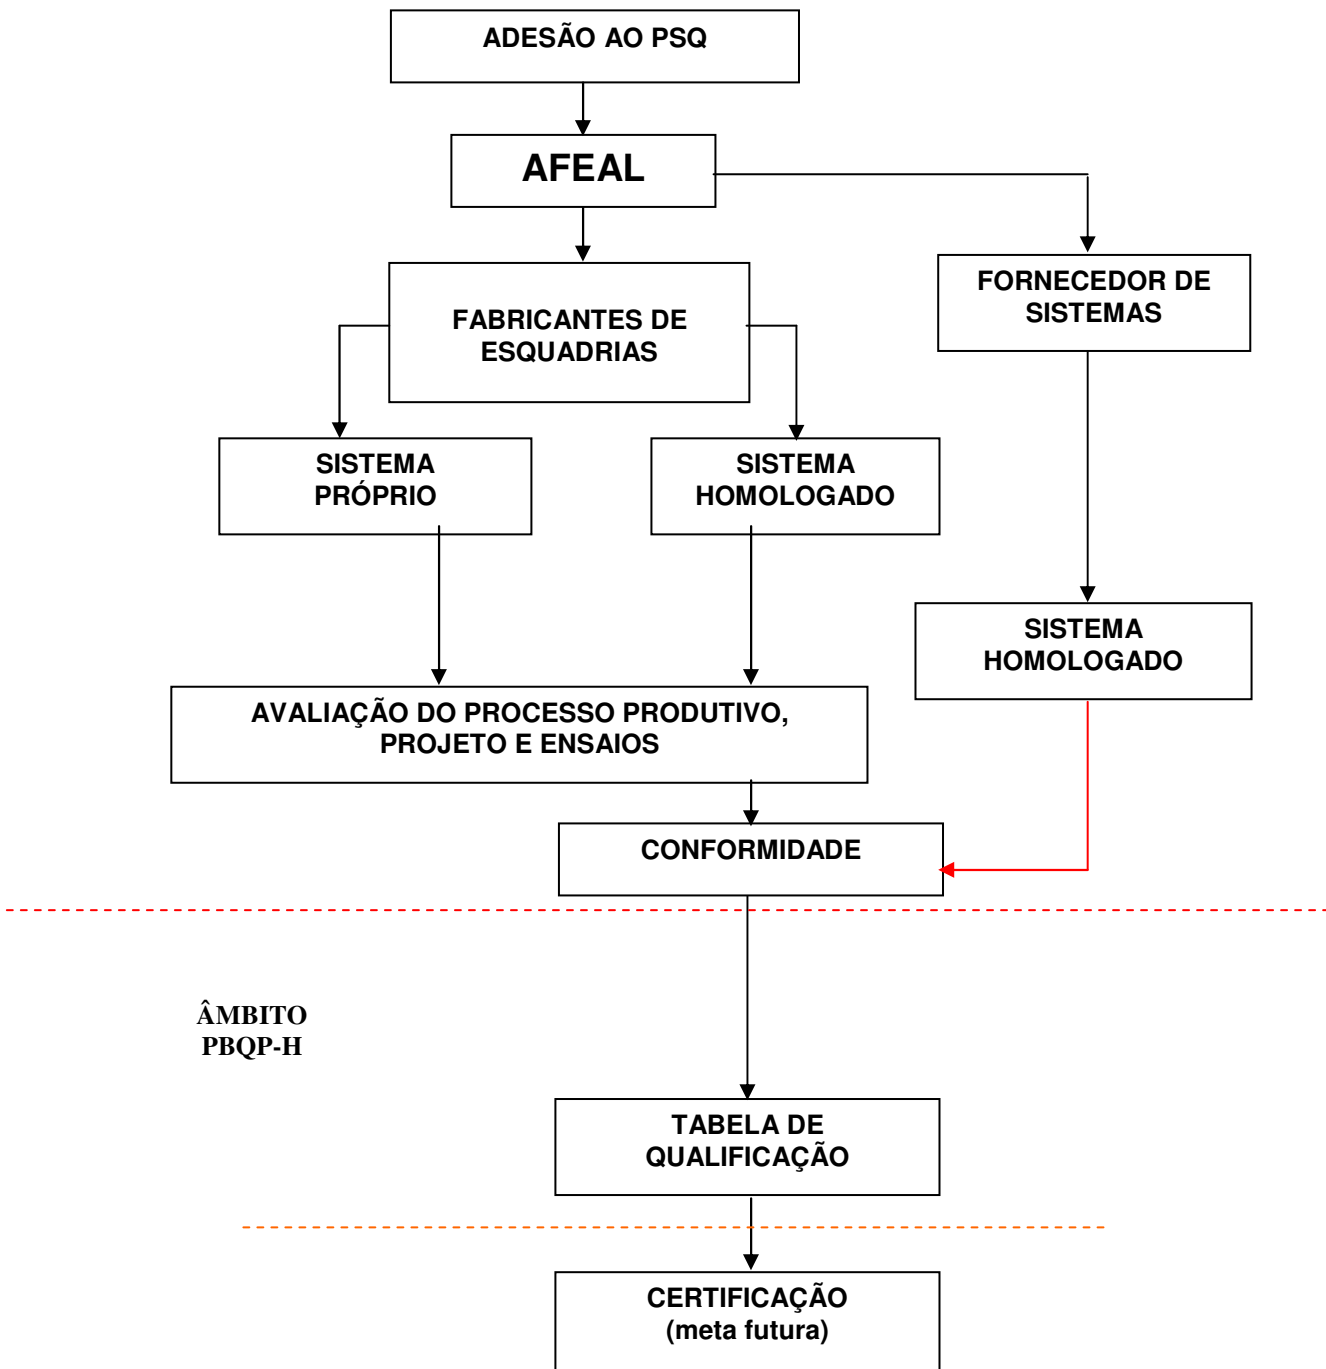 ADESÃO AO PSQ
AFEAL
FABRICANTES DE
ESQUADRIAS
FORNECEDOR DE
SISTEMAS
SISTEMA
PRÓPRIO
SISTEMA
HOMOLOGADO
SISTEMA
HOMOLOGADO
AVALIAÇÃO DO PROCESSO PRODUTIVO,
PROJETO E ENSAIOS
CONFORMIDADE
ÂMBITO
PBQP-H
TABELA DE
QUALIFICAÇÃO
CERTIFICAÇÃO
(meta futura)